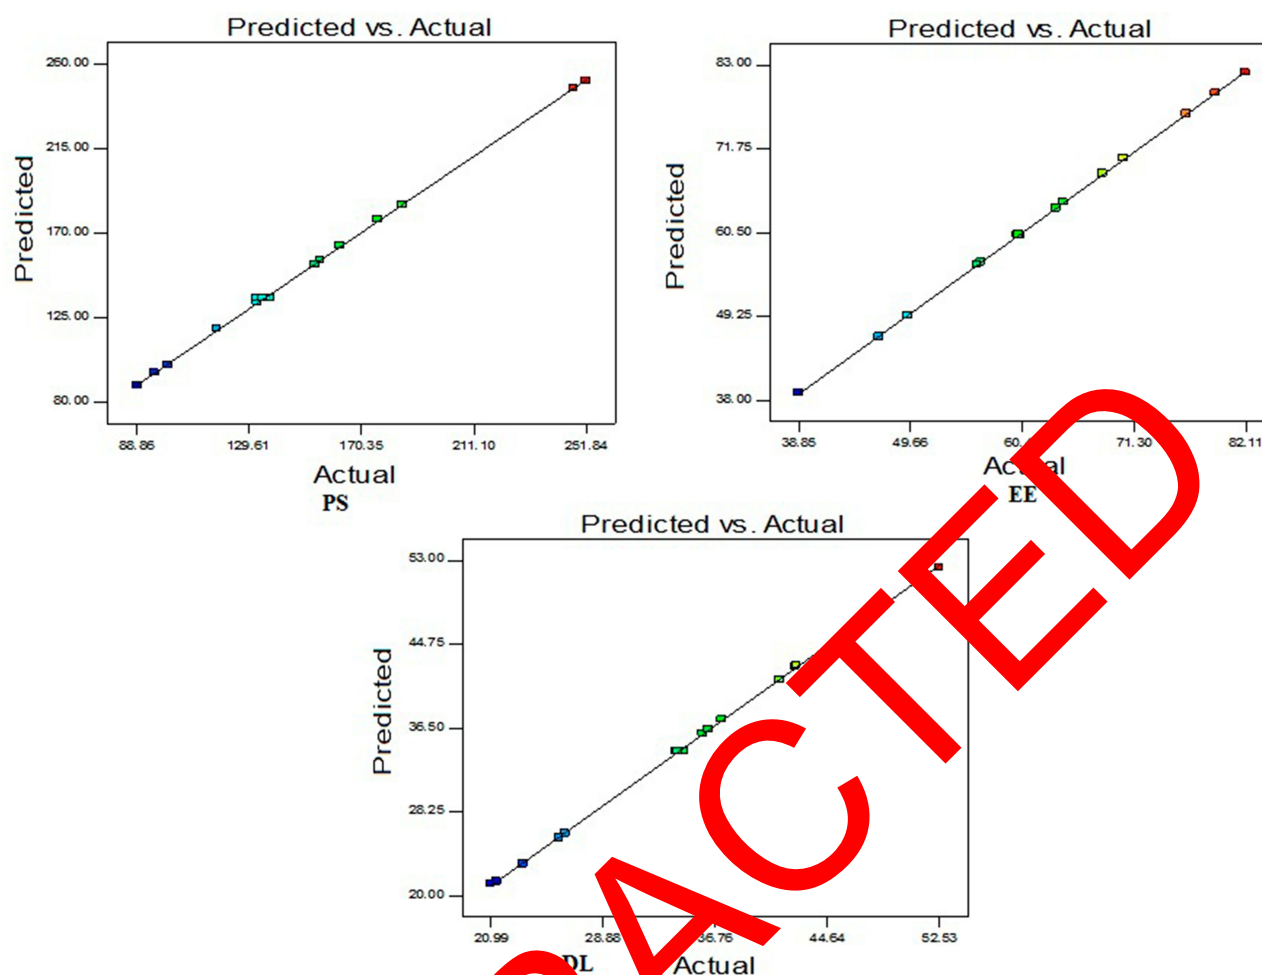 Predicted vs. Actual
Predicted
260.00
215.00
170.00
125.00
80.00
88.86
129.61
170.35
211.10
251.84
Actual
PS
Predicted vs. Actual
Predicted
83.00
71.75
60.50
49.25
38.00
38.85
49.66
71.30
82.11
Actual
EE
Predicted vs. Actual
Predicted
53.00
44.75
36.50
28.25
20.00
20.99
28.88
36.76
44.64
52.53
DL
Actual
ACTED